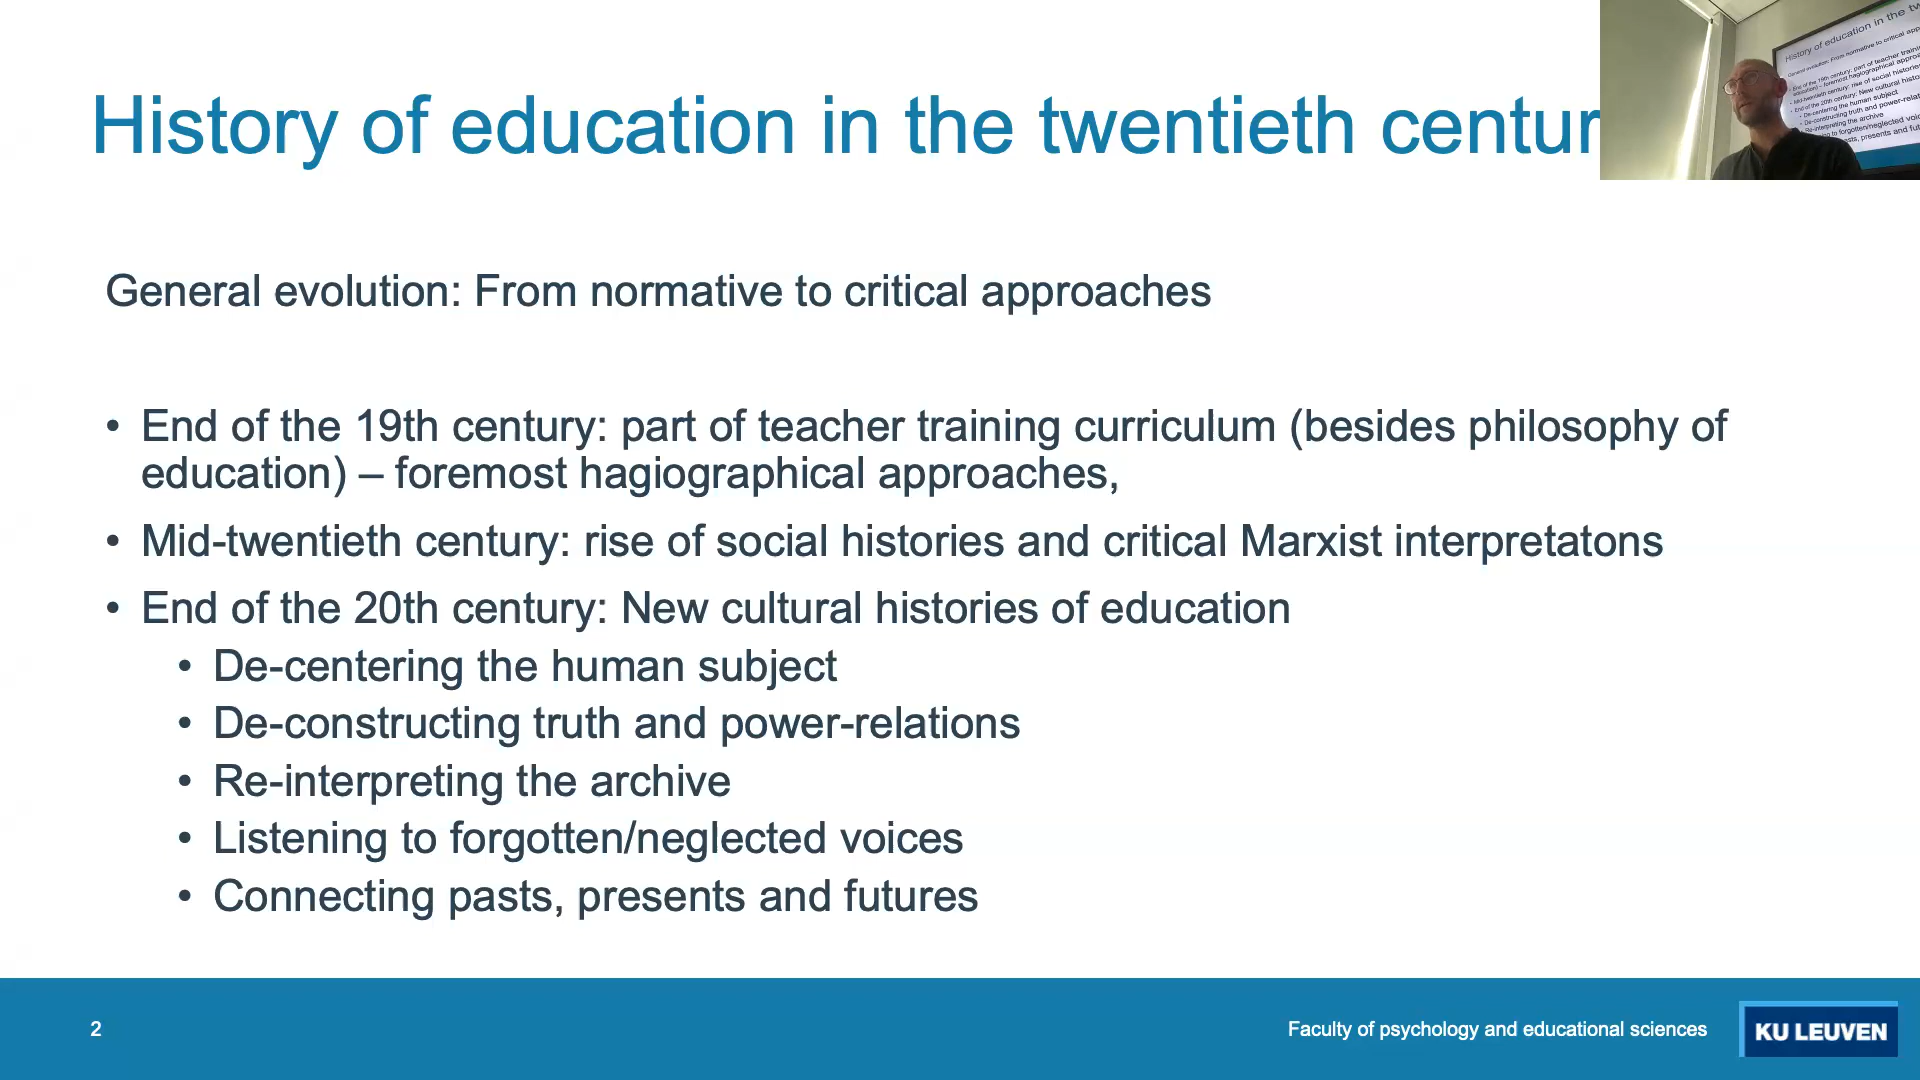 History of education in the twentieth centur
General evolution: From normative to critical approaches
• End of the 19th century: part of teacher training curriculum (besides philosophy of
education) – foremost hagiographical approaches,
• Mid-twentieth century: rise of social histories and critical Marxist interpretatons
• End of the 20th century: New cultural histories of education
• De-centering the human subject
• De-constructing truth and power-relations
• Re-interpreting the archive
• Listening to forgotten/neglected voices
• Connecting pasts, presents and futures
2
Faculty of psychology and educational sciences
KU LEUVEN